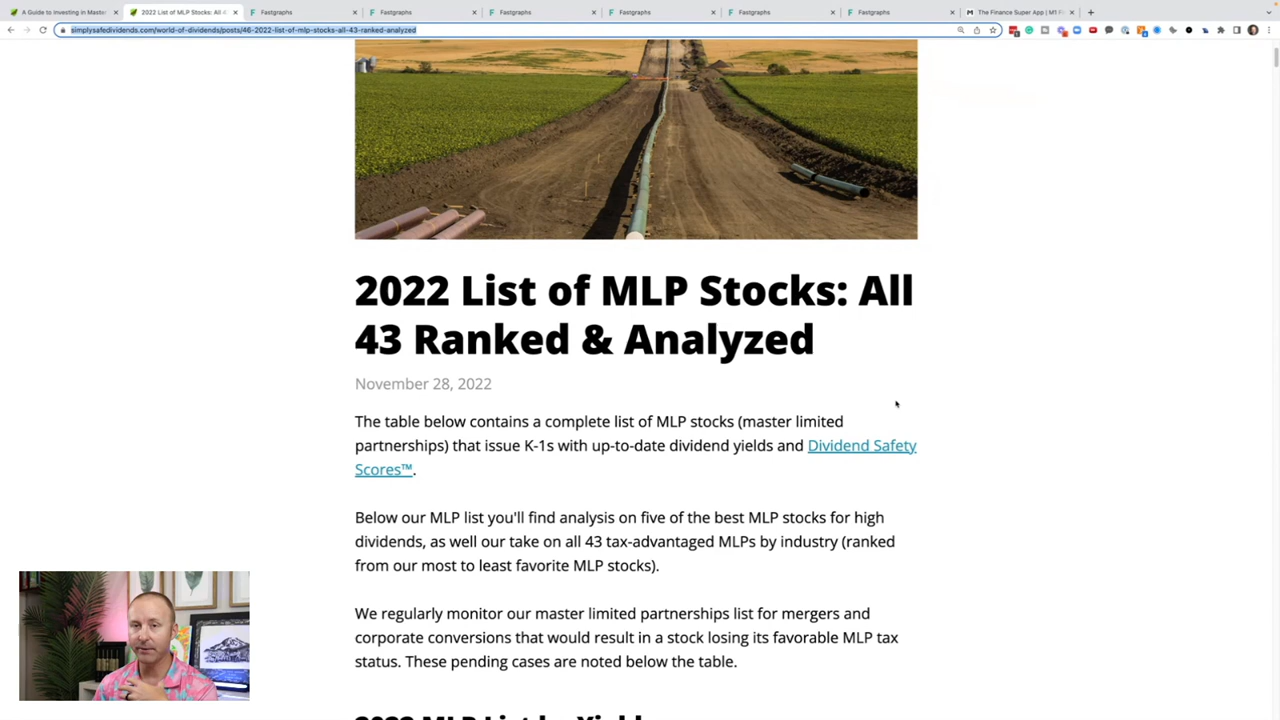 A Guide to Investing in Master
2022 List of MLP Stocks: All 4
Fastgraphs
Fastgraphs
Fastgraphs
Fastgraphs
Fastgraphs
Fastgraphs
The Finance Super App | M1 Fi
simplysafedividends.com/world-of-dividends/posts/46-2022-list-of-mlp-stocks-all-43-ranked-analyzed
2022 List of MLP Stocks: All
43 Ranked & Analyzed
November 28, 2022
The table below contains a complete list of MLP stocks (master limited
partnerships) that issue K-1s with up-to-date dividend yields and Dividend Safety
Scores™.
Below our MLP list you'll find analysis on five of the best MLP stocks for high
dividends, as well our take on all 43 tax-advantaged MLPs by industry (ranked
from our most to least favorite MLP stocks).
We regularly monitor our master limited partnerships list for mergers and
corporate conversions that would result in a stock losing its favorable MLP tax
status. These pending cases are noted below the table.
2022 MLP List by Yield